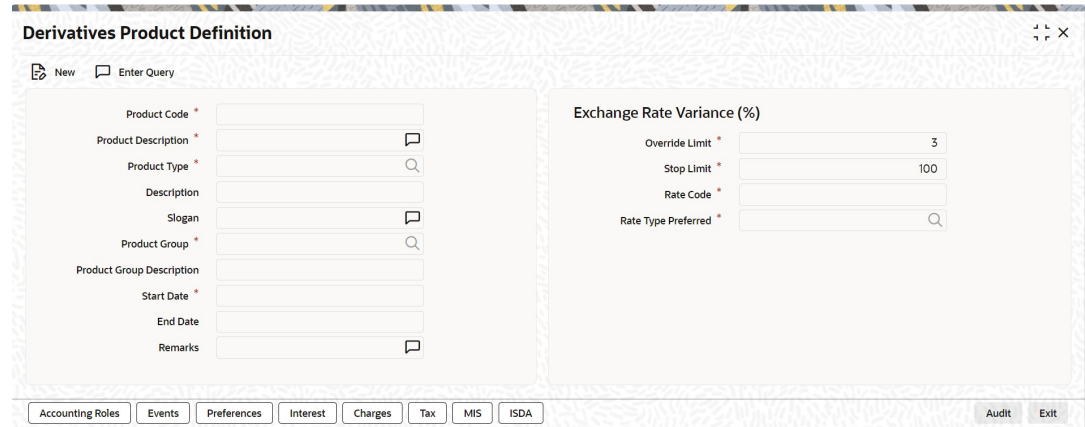 Derivatives Product Definition
New Enter Query
Product Code *
Product Description *
Product Type *
Description
Slogan
Product Group *
Product Group Description
Start Date *
End Date
Remarks
Exchange Rate Variance (%)
Override Limit * 3
Stop Limit * 100
Rate Code *
Rate Type Preferred *
Accounting Roles Events Preferences Interest Charges Tax MIS ISDA Audit Exit